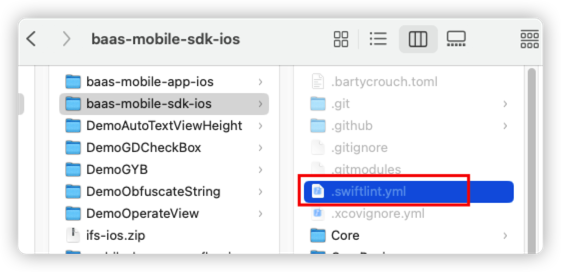 baas-mobile-sdk-ios
baas-mobile-app-ios
baas-mobile-sdk-ios
DemoAutoTextViewHeight
DemoGDCheckBox
DemoGYB
DemoObfuscateString
DemoOperateView
ifs-ios.zip
.bartycrouch.toml
.git
.github
.gitignore
.gitmodules
.swiftlint.yml
.xcovignore.yml
Core